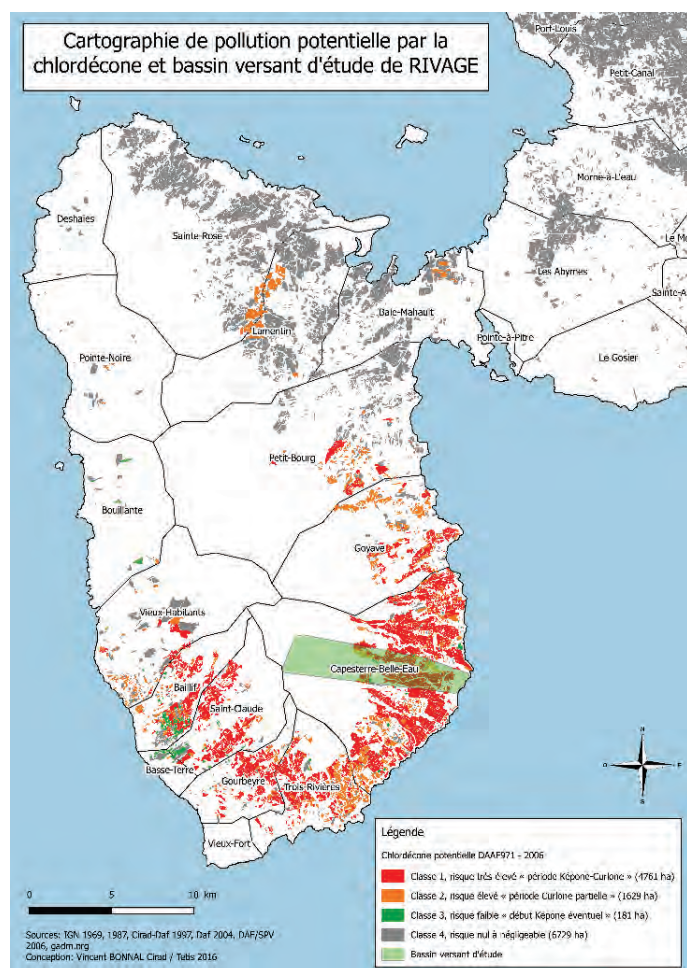 Cartographie de pollution potentielle par la
chlordécone et bassin versant d'étude de RIVAGE
Port-Louis
Petit-Canal
Morne-à-L'eau
Deshaies
Sainte-Rose
Les Abymes
Le Mo
Sainte-A
Lamentin
Baie-Mahault
Pointe-à-Pitre
Pointe-Noire
Le Gosier
Petit-Bourg
Bouillante
Goyave
Vieux-Habitants
Capesterre-Belle-Eau
Baillif
Saint-Claude
Basse-Terre
Gourbeyre
Trois-Rivières
Vieux-Fort
N
O
E
S
Légende
Chlordécone potentielle DAAF971 - 2006
Classe 1, risque très élevé « période Képone-Curlone » (4761 ha)
Classe 2, risque élevé « période Curlone partielle » (1629 ha)
Classe 3, risque faible « début Képone éventuel » (181 ha)
Classe 4, risque nul à négligeable (6729 ha)
Bassin versant d'étude
0 5 10 km
Sources: IGN 1969, 1987, Cirad-Daf 1997, Daf 2004, DAF/SPV
2006, gadm.org
Conception: Vincent BONNAL Cirad / Tetis 2016